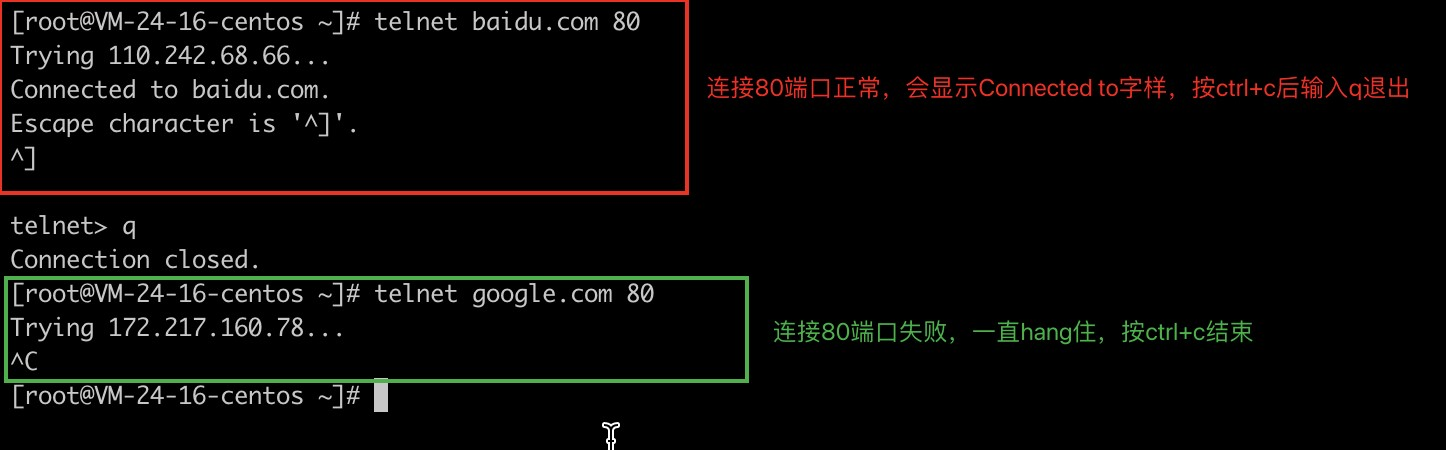 [root@VM-24-16-centos ~]# telnet baidu.com 80
Trying 110.242.68.66...
Connected to baidu.com.
连接80端口正常，会显示Connected to字样，按ctrl+c后输入q退出
Escape character is '^]'.
^]
telnet> q
Connection closed.
[root@VM-24-16-centos ~]# telnet google.com 80
Trying 172.217.160.78...
连接80端口失败，一直hang住，按ctrl+c结束
^C
[root@VM-24-16-centos ~]#